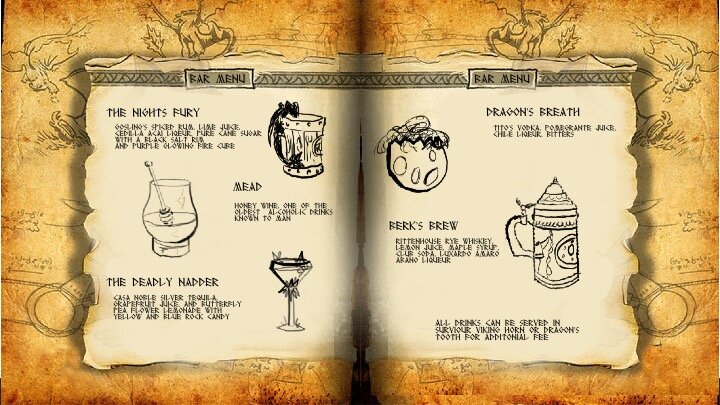 BAR MENU
THE NIGHTS FURY
GOSLING'S SPICED RUM, LIME JUICE,
CEDILLA ACAI LIQUEUR, PURE CANE SUGAR
WITH A BLACK SALT RIM
AND PURPLE GLOWING FIRE CUBE
MEAD
HONEY WINE, ONE OF THE
OLDEST ALCOHOLIC DRINKS
KNOWN TO MAN
THE DEADLY NADDER
CASA NOBLE SILVER TEQUILA,
GRAPEFRUIT JUICE, AND BUTTERFLY
PEA FLOWER LEMONADE WITH
YELLOW AND BLUE ROCK CANDY
BAR MENU
DRAGON'S BREATH
TITO'S VODKA, POMEGRANTE JUICE,
CHILE LIQUEUR, BITTERS
BERK'S BREW
RITTENHOUSE RYE WHISKEY,
LEMON JUICE, MAPLE SYRUP,
CLUB SODA, LUXARDO AMARO
ABANO LIQUEUR
ALL DRINKS CAN BE SERVED IN
SURVIOUR VIKING HORN OR DRAGON'S
TOOTH FOR ADDITONIAL FEE